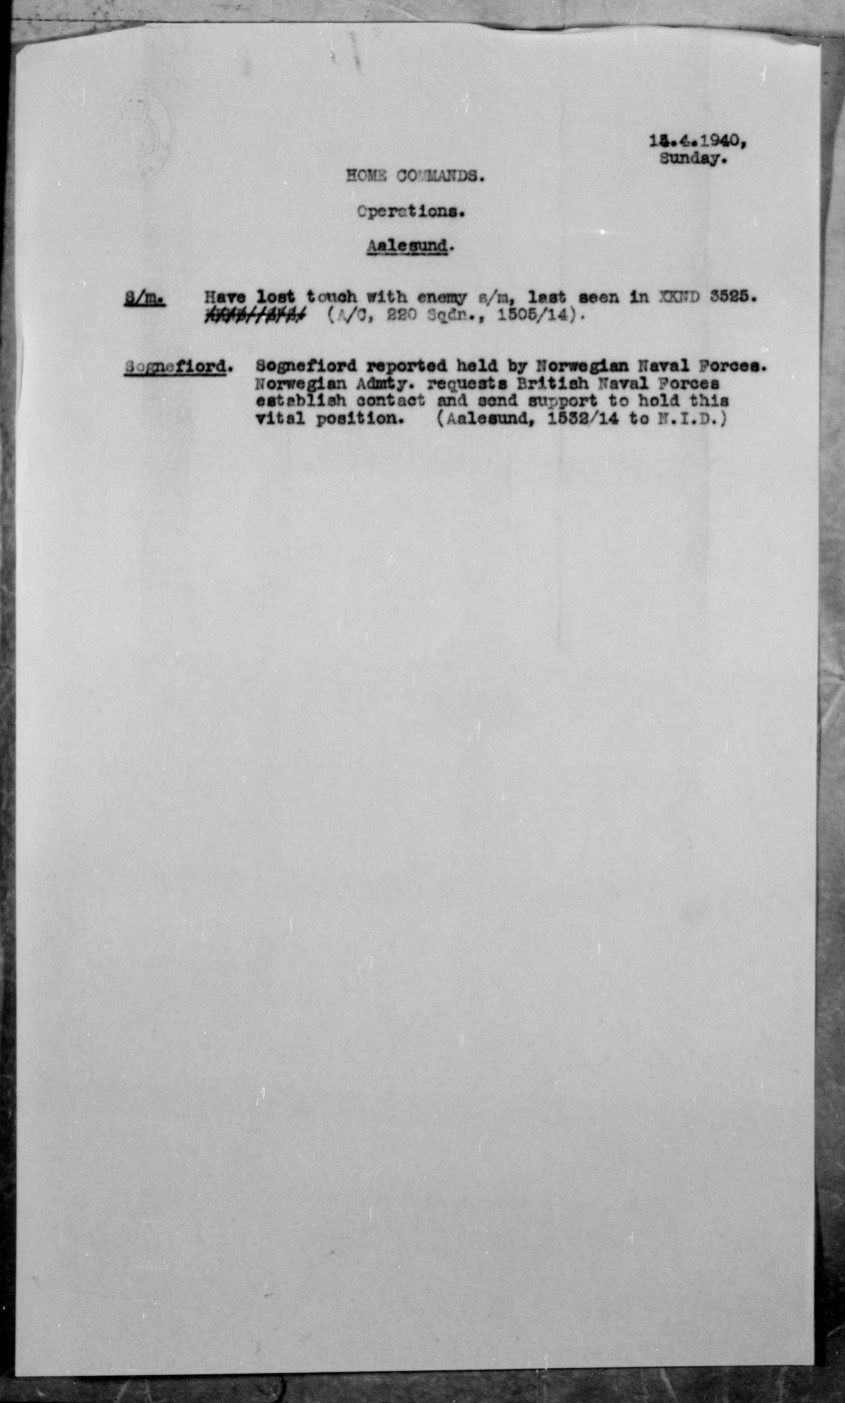 14.4.1940,
Sunday.
HOME COMMANDS.
Operations.
Aalesund.
S/m. Have lost touch with enemy s/m, last seen in XKND 3525.
(A/C, 220 Sqdn., 1505/14).
Sognefiord. Sognefiord reported held by Norwegian Naval Forces.
Norwegian Admty. requests British Naval Forces
establish contact and send support to hold this
vital position. (Aalesund, 1532/14 to N.I.D.)